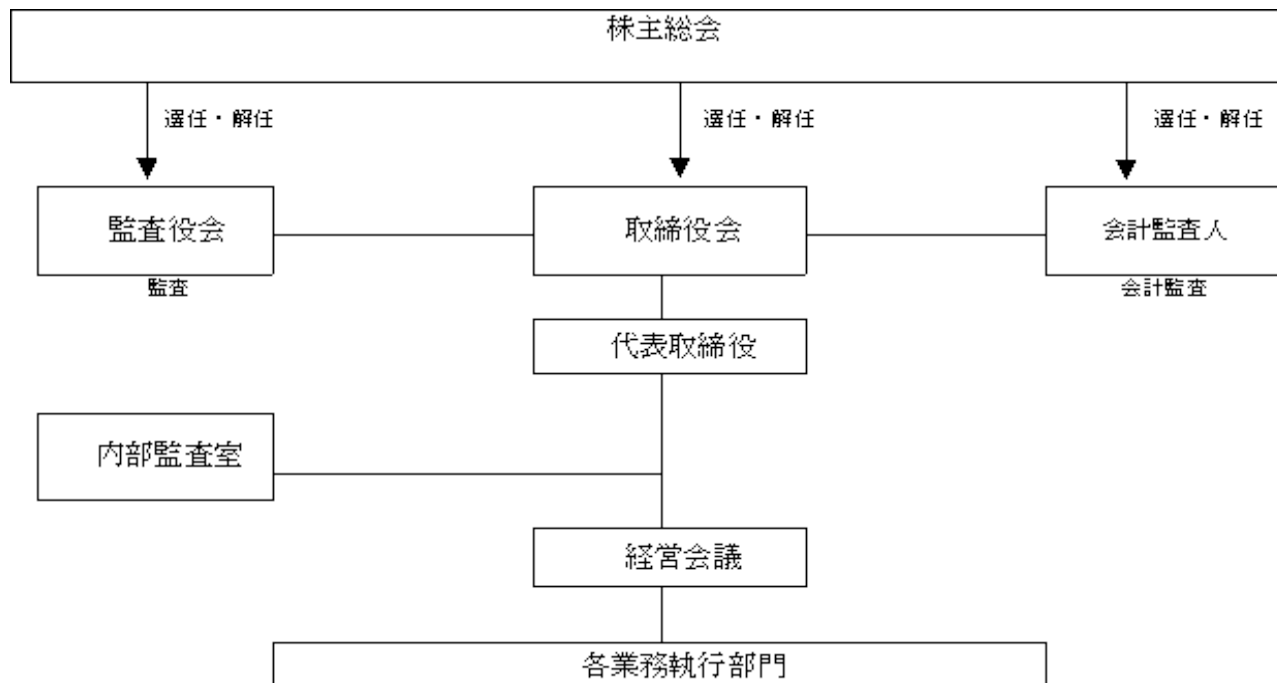 株主総会
選任・解任
選任・解任
選任・解任
監査役会
取締役会
会計監査人
監査
会計監査
代表取締役
内部監査室
経営会議
各業務執行部門